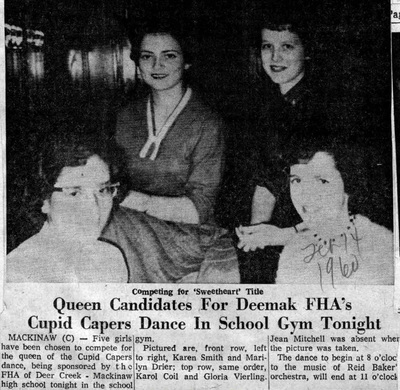 Feb 14
1960
Competing for 'Sweetheart' Title
Queen Candidates For Deemak FHA's
Cupid Capers Dance In School Gym Tonight
MACKINAW (C) — Five girls
have been chosen to compete for
the queen of the Cupid Capers
dance, being sponsored by the
FHA of Deer Creek - Mackinaw
high school tonight in the school
gym.
Pictured are, front row, left
to right, Karen Smith and Mari-
lyn Drier; top row, same order,
Karol Coil and Gloria Vierling.
Jean Mitchell was absent when
the picture was taken.
The dance to begin at 8 o'cloc
to the music of Reid Baker'
orchestra, will end at 11 o'clock